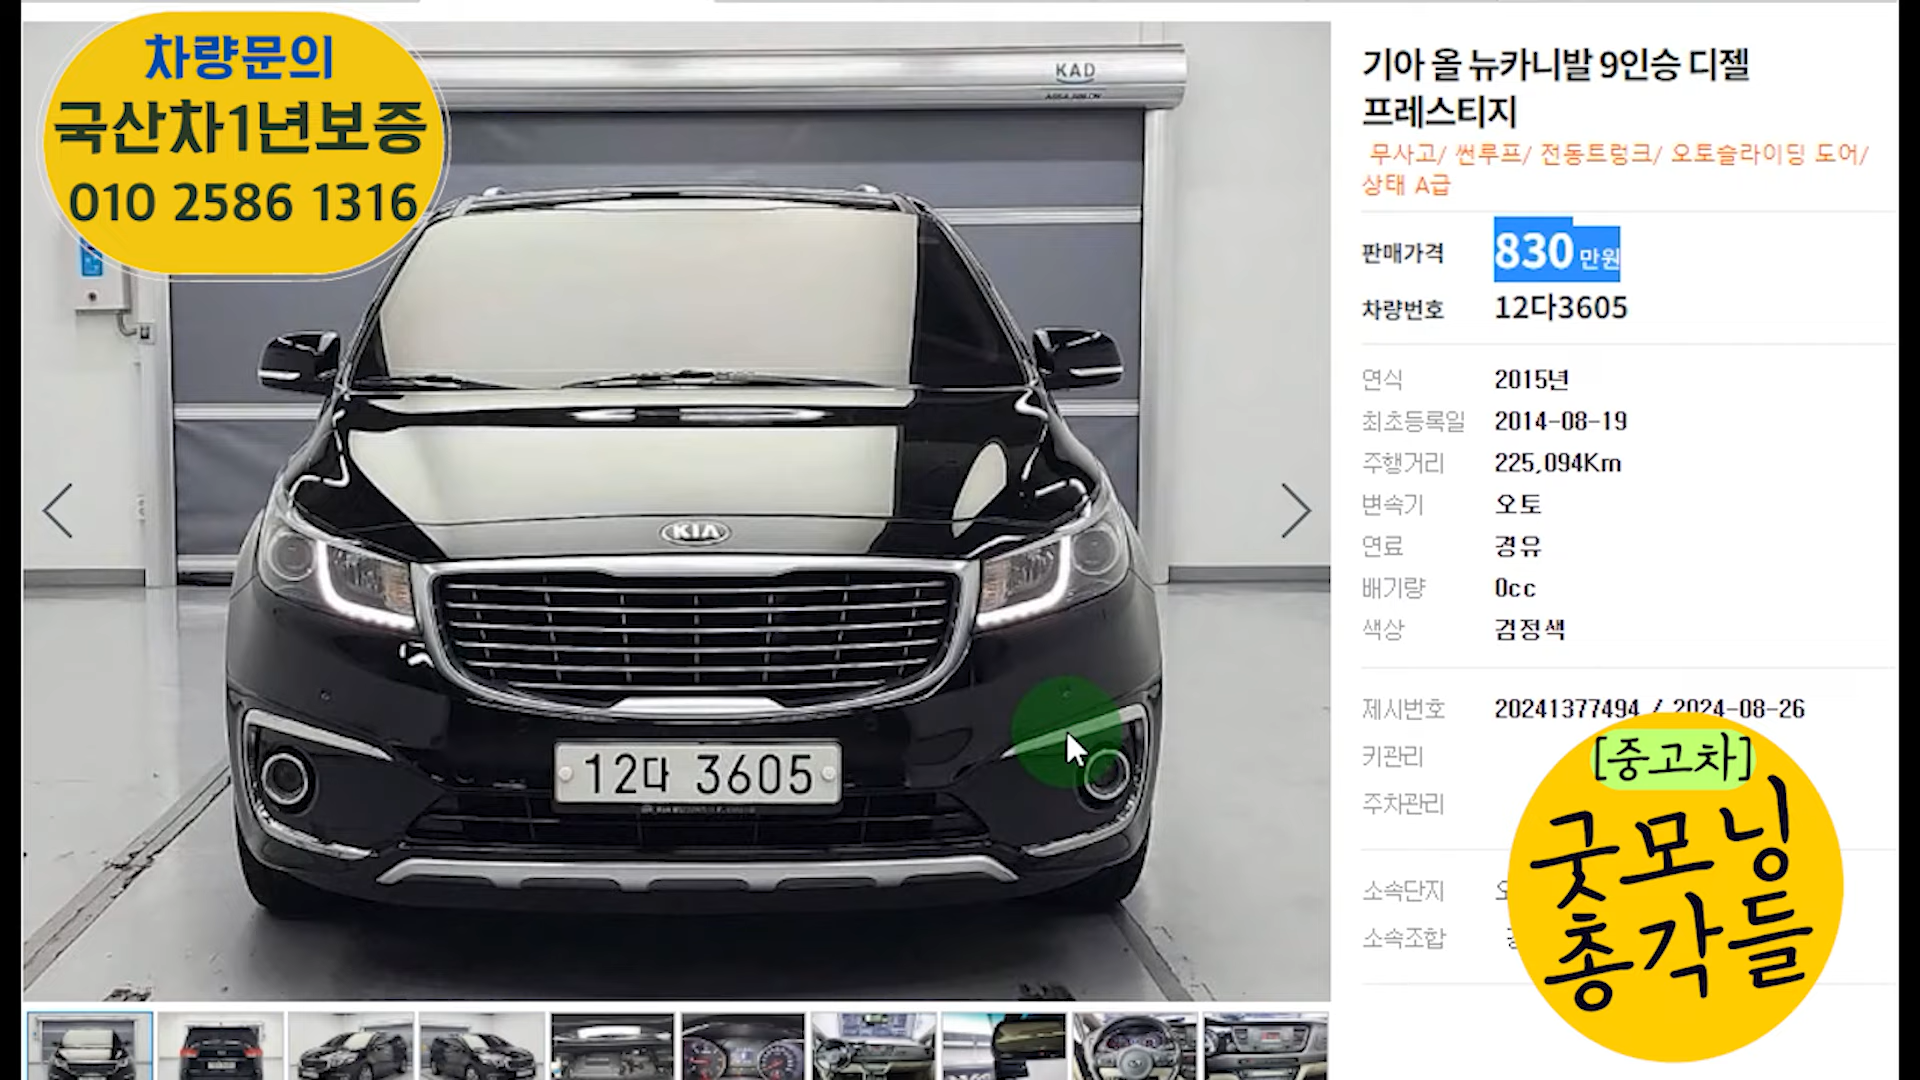 차량문의
국산차1년보증
010 2586 1316
KAD
KIA
12다 3605
기아 올 뉴카니발 9인승 디젤
프레스티지
무사고/ 썬루프/ 전동트렁크/ 오토슬라이딩 도어/
상태 A급
판매가격 830 만원
차량번호 12다3605
연식 2015년
최초등록일 2014-08-19
주행거리 225,094Km
변속기 오토
연료 경유
배기량 0cc
색상 검정색
제시번호 20241377494 / 2024-08-26
키관리
주차관리
소속단지
소속조합
[중고차]
굿모닝
총각들